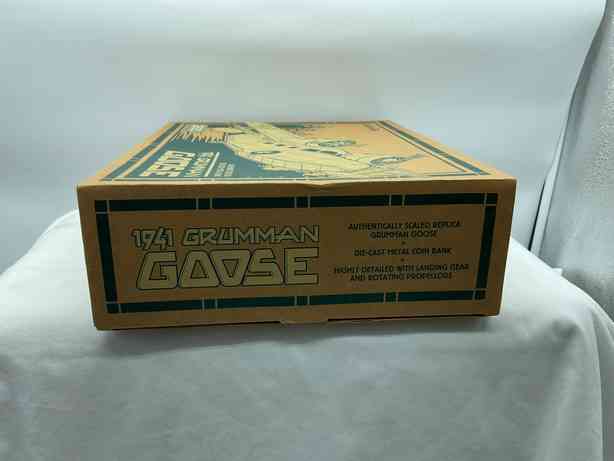 1941 GRUMMAN
GOOSE
AUTHENTICALLY SCALED REPLICA
GRUMMAN GOOSE
•
DIE-CAST METAL COIN BANK
•
HIGHLY DETAILED WITH LANDING GEAR
AND ROTATING PROPELLORS
GOOSE